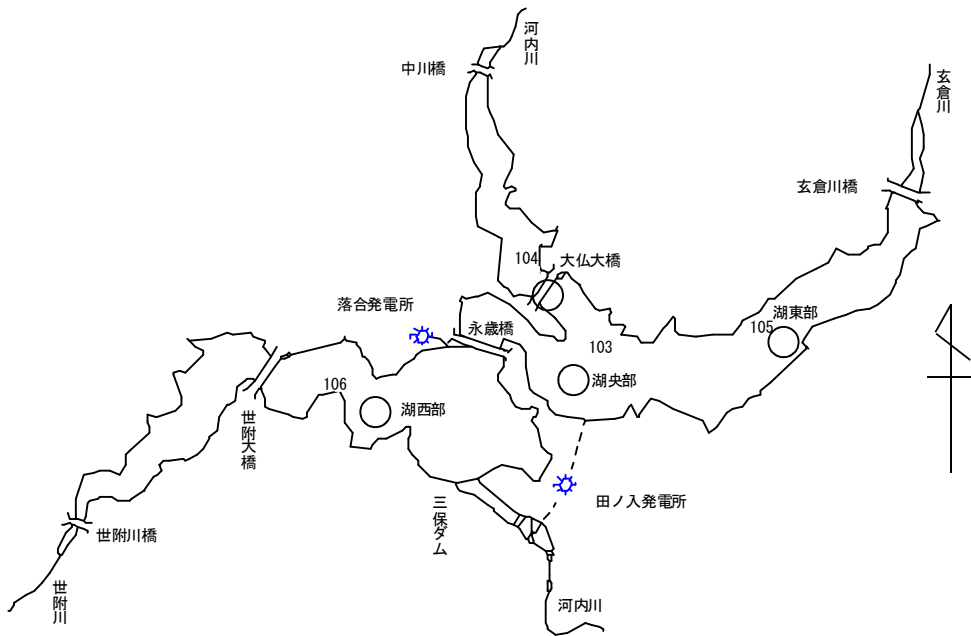 河内川
中川橋
玄倉川
玄倉川橋
104
大仏大橋
落合発電所
永歳橋
湖東部
105
103
106
湖央部
湖西部
世附大橋
田ノ入発電所
三保ダム
世附川橋
世附川
河内川